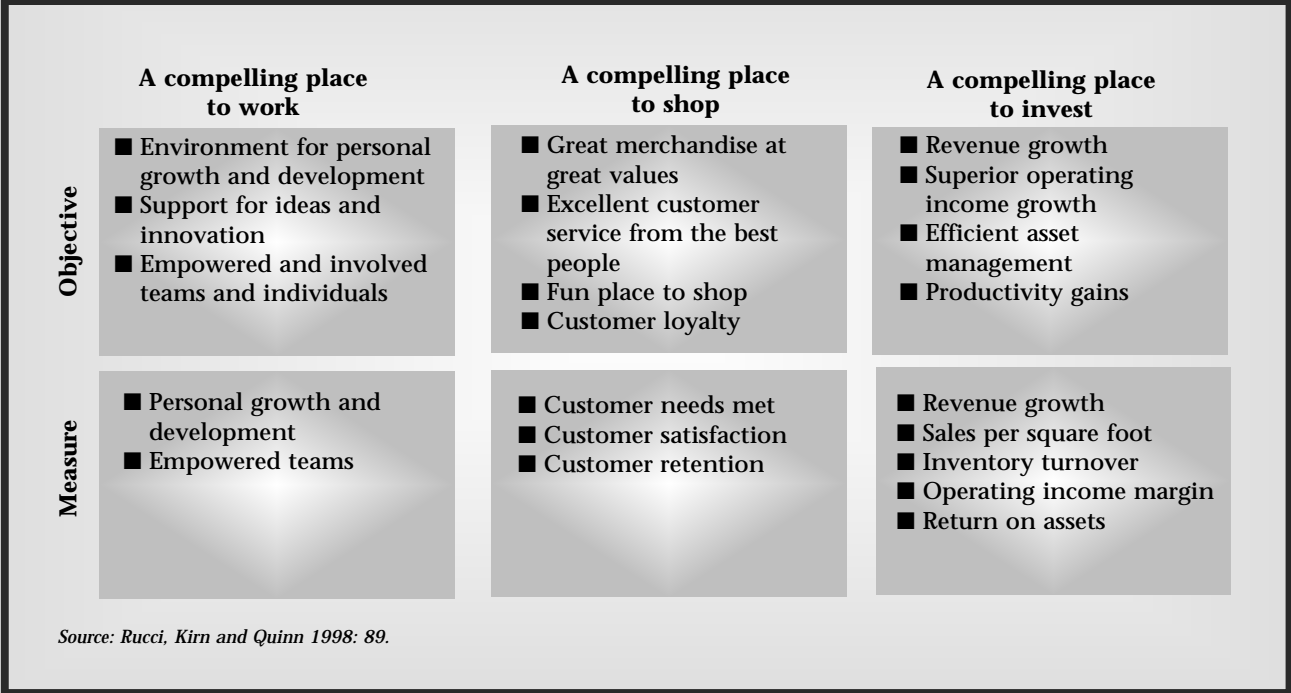 A compelling place
to work
A compelling place
to shop
A compelling place
to invest
Objective
■ Environment for personal
growth and development
■ Support for ideas and
innovation
■ Empowered and involved
teams and individuals
■ Great merchandise at
great values
■ Excellent customer
service from the best
people
■ Fun place to shop
■ Customer loyalty
■ Revenue growth
■ Superior operating
income growth
■ Efficient asset
management
■ Productivity gains
Measure
■ Personal growth and
development
■ Empowered teams
■ Customer needs met
■ Customer satisfaction
■ Customer retention
■ Revenue growth
■ Sales per square foot
■ Inventory turnover
■ Operating income margin
■ Return on assets
Source: Rucci, Kirn and Quinn 1998: 89.